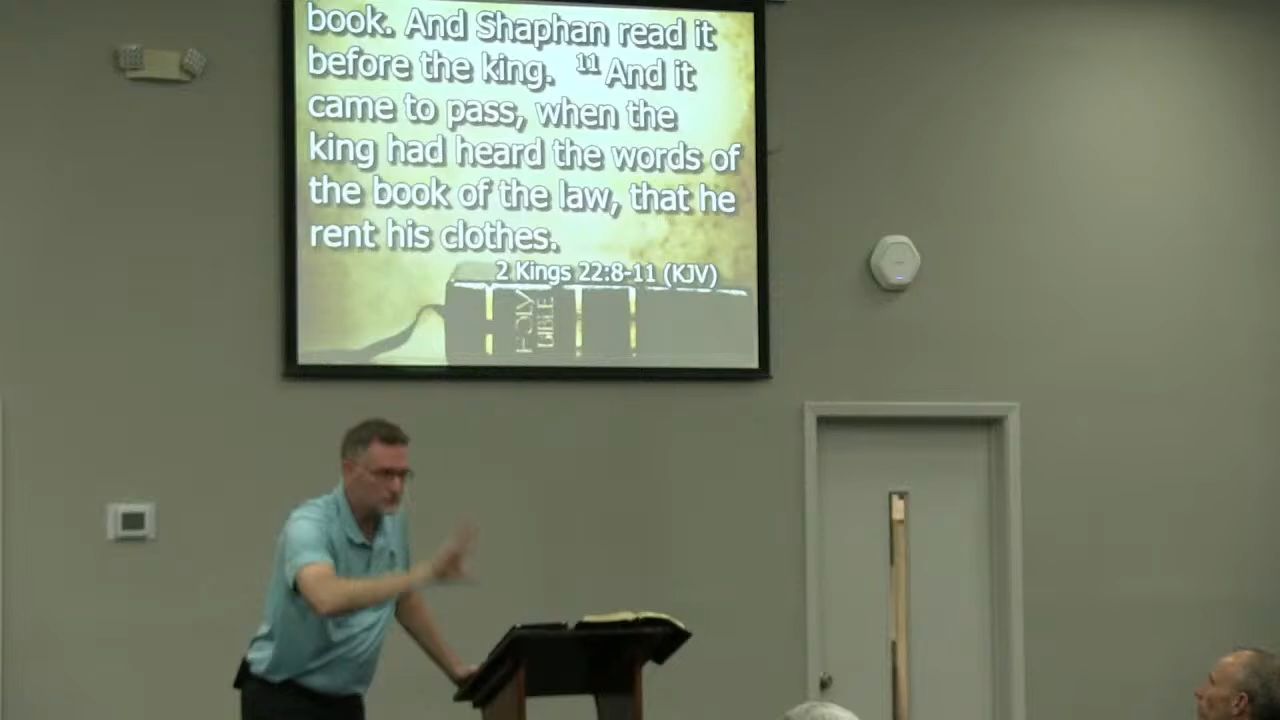 book. And Shaphan read it
before the king. 11 And it
came to pass, when the
king had heard the words of
the book of the law, that he
rent his clothes.
2 Kings 22:8-11 (KJV)
HOLY
BIBLE